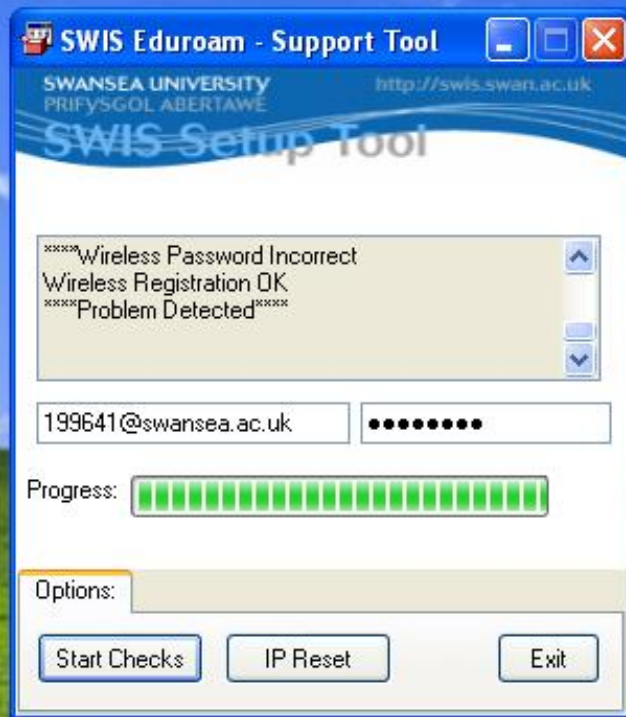 SWIS Eduroam - Support Tool
SWANSEA UNIVERSITY
http://swis.swan.ac.uk
PRIFYSGOL ABERTAWE
SWIS Setup Tool
****Wireless Password Incorrect
Wireless Registration OK
****Problem Detected****
199641@swansea.ac.uk ●●●●●●●●
Progress:
Options:
Start Checks
IP Reset
Exit